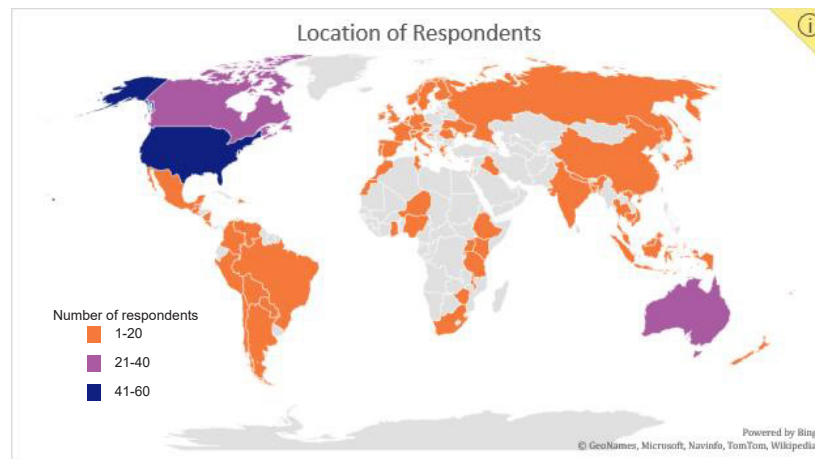 Location of Respondents
Number of respondents
1-20
21-40
41-60
Powered by Bing
© GeoNames, Microsoft, Navinfo, TomTom, Wikipedia